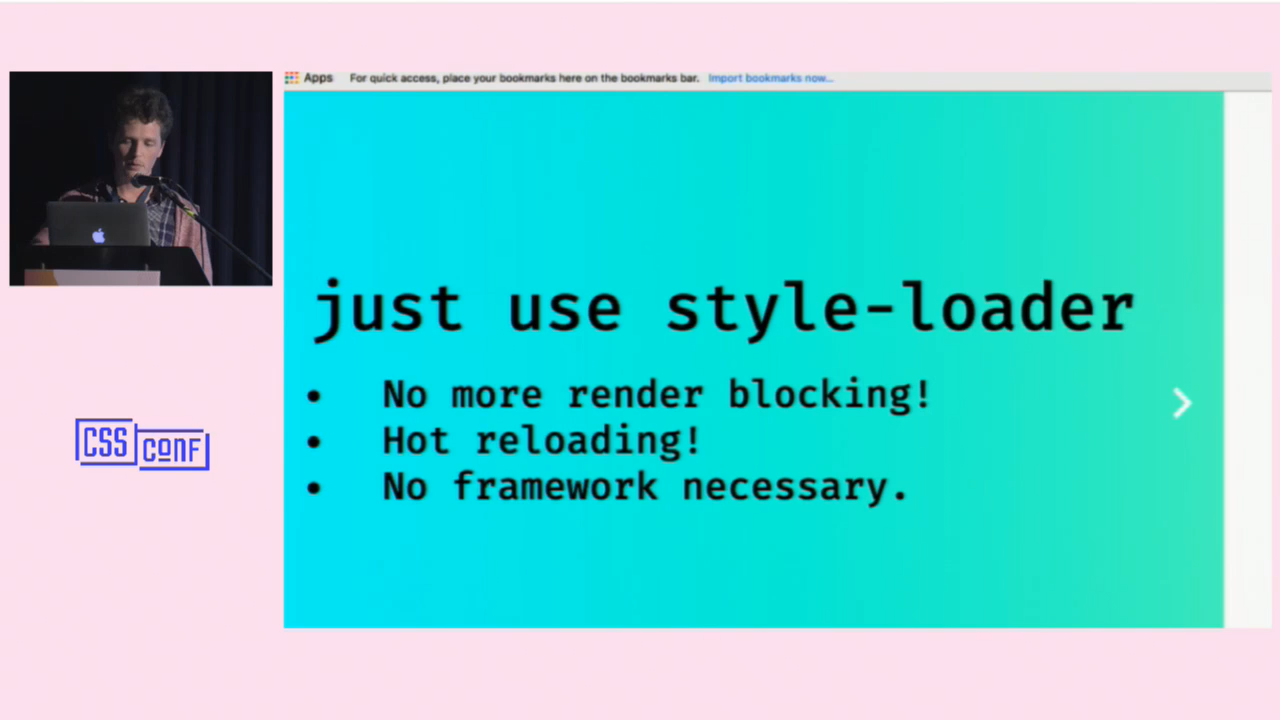 Apps For quick access, place your bookmarks here on the bookmarks bar. Import bookmarks now...
just use style-loader
• No more render blocking!
• Hot reloading!
• No framework necessary.
CSS conf